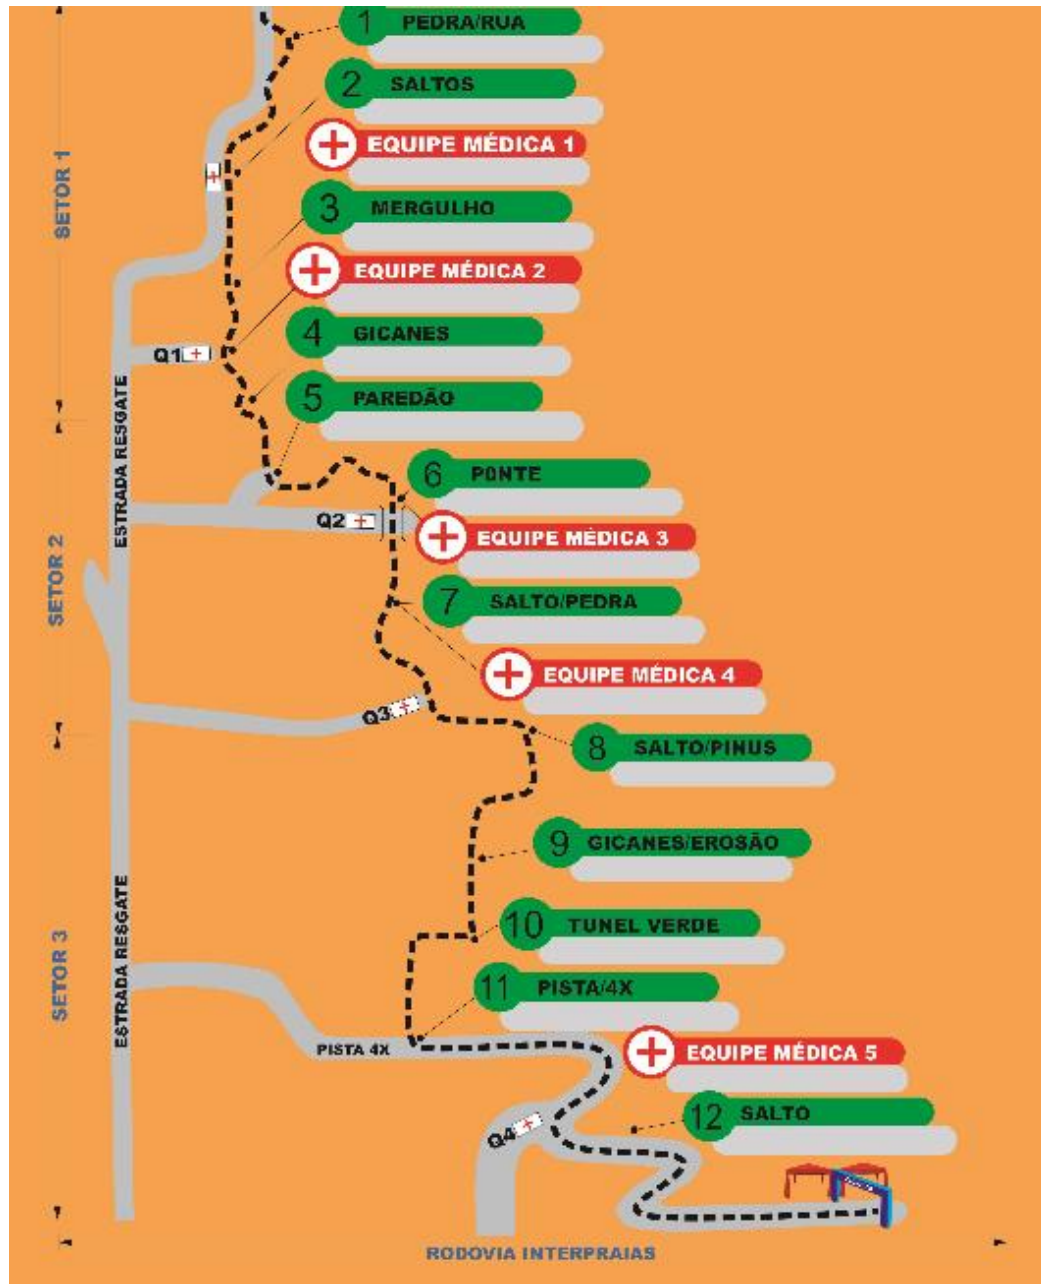 1 PEDRA/RUA
2 SALTOS
EQUIPE MÉDICA 1
SETOR 1
3 MERGULHO
EQUIPE MÉDICA 2
4 GICANES
Q1
5 PAREDÃO
ESTRADA RESGATE
6 P0NTE
Q2
EQUIPE MÉDICA 3
SETOR 2
7 SALTO/PEDRA
EQUIPE MÉDICA 4
Q3
8 SALTO/PINUS
9 GICANES/EROSÃO
10 TUNEL VERDE
ESTRADA RESGATE
SETOR 3
11 PISTA/4X
PISTA 4X
EQUIPE MÉDICA 5
12 SALTO
Q4
RODOVIA INTERPRAIAS